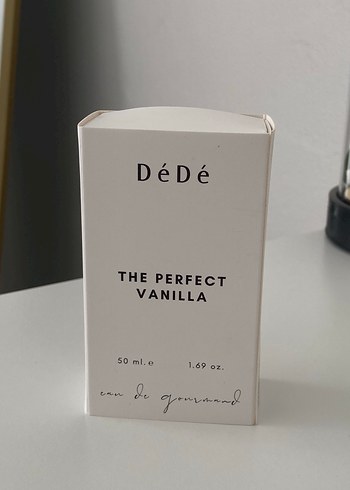 DéDé
THE PERFECT
VANILLA
50 ml. e 1.69 oz.
eau de gourmand